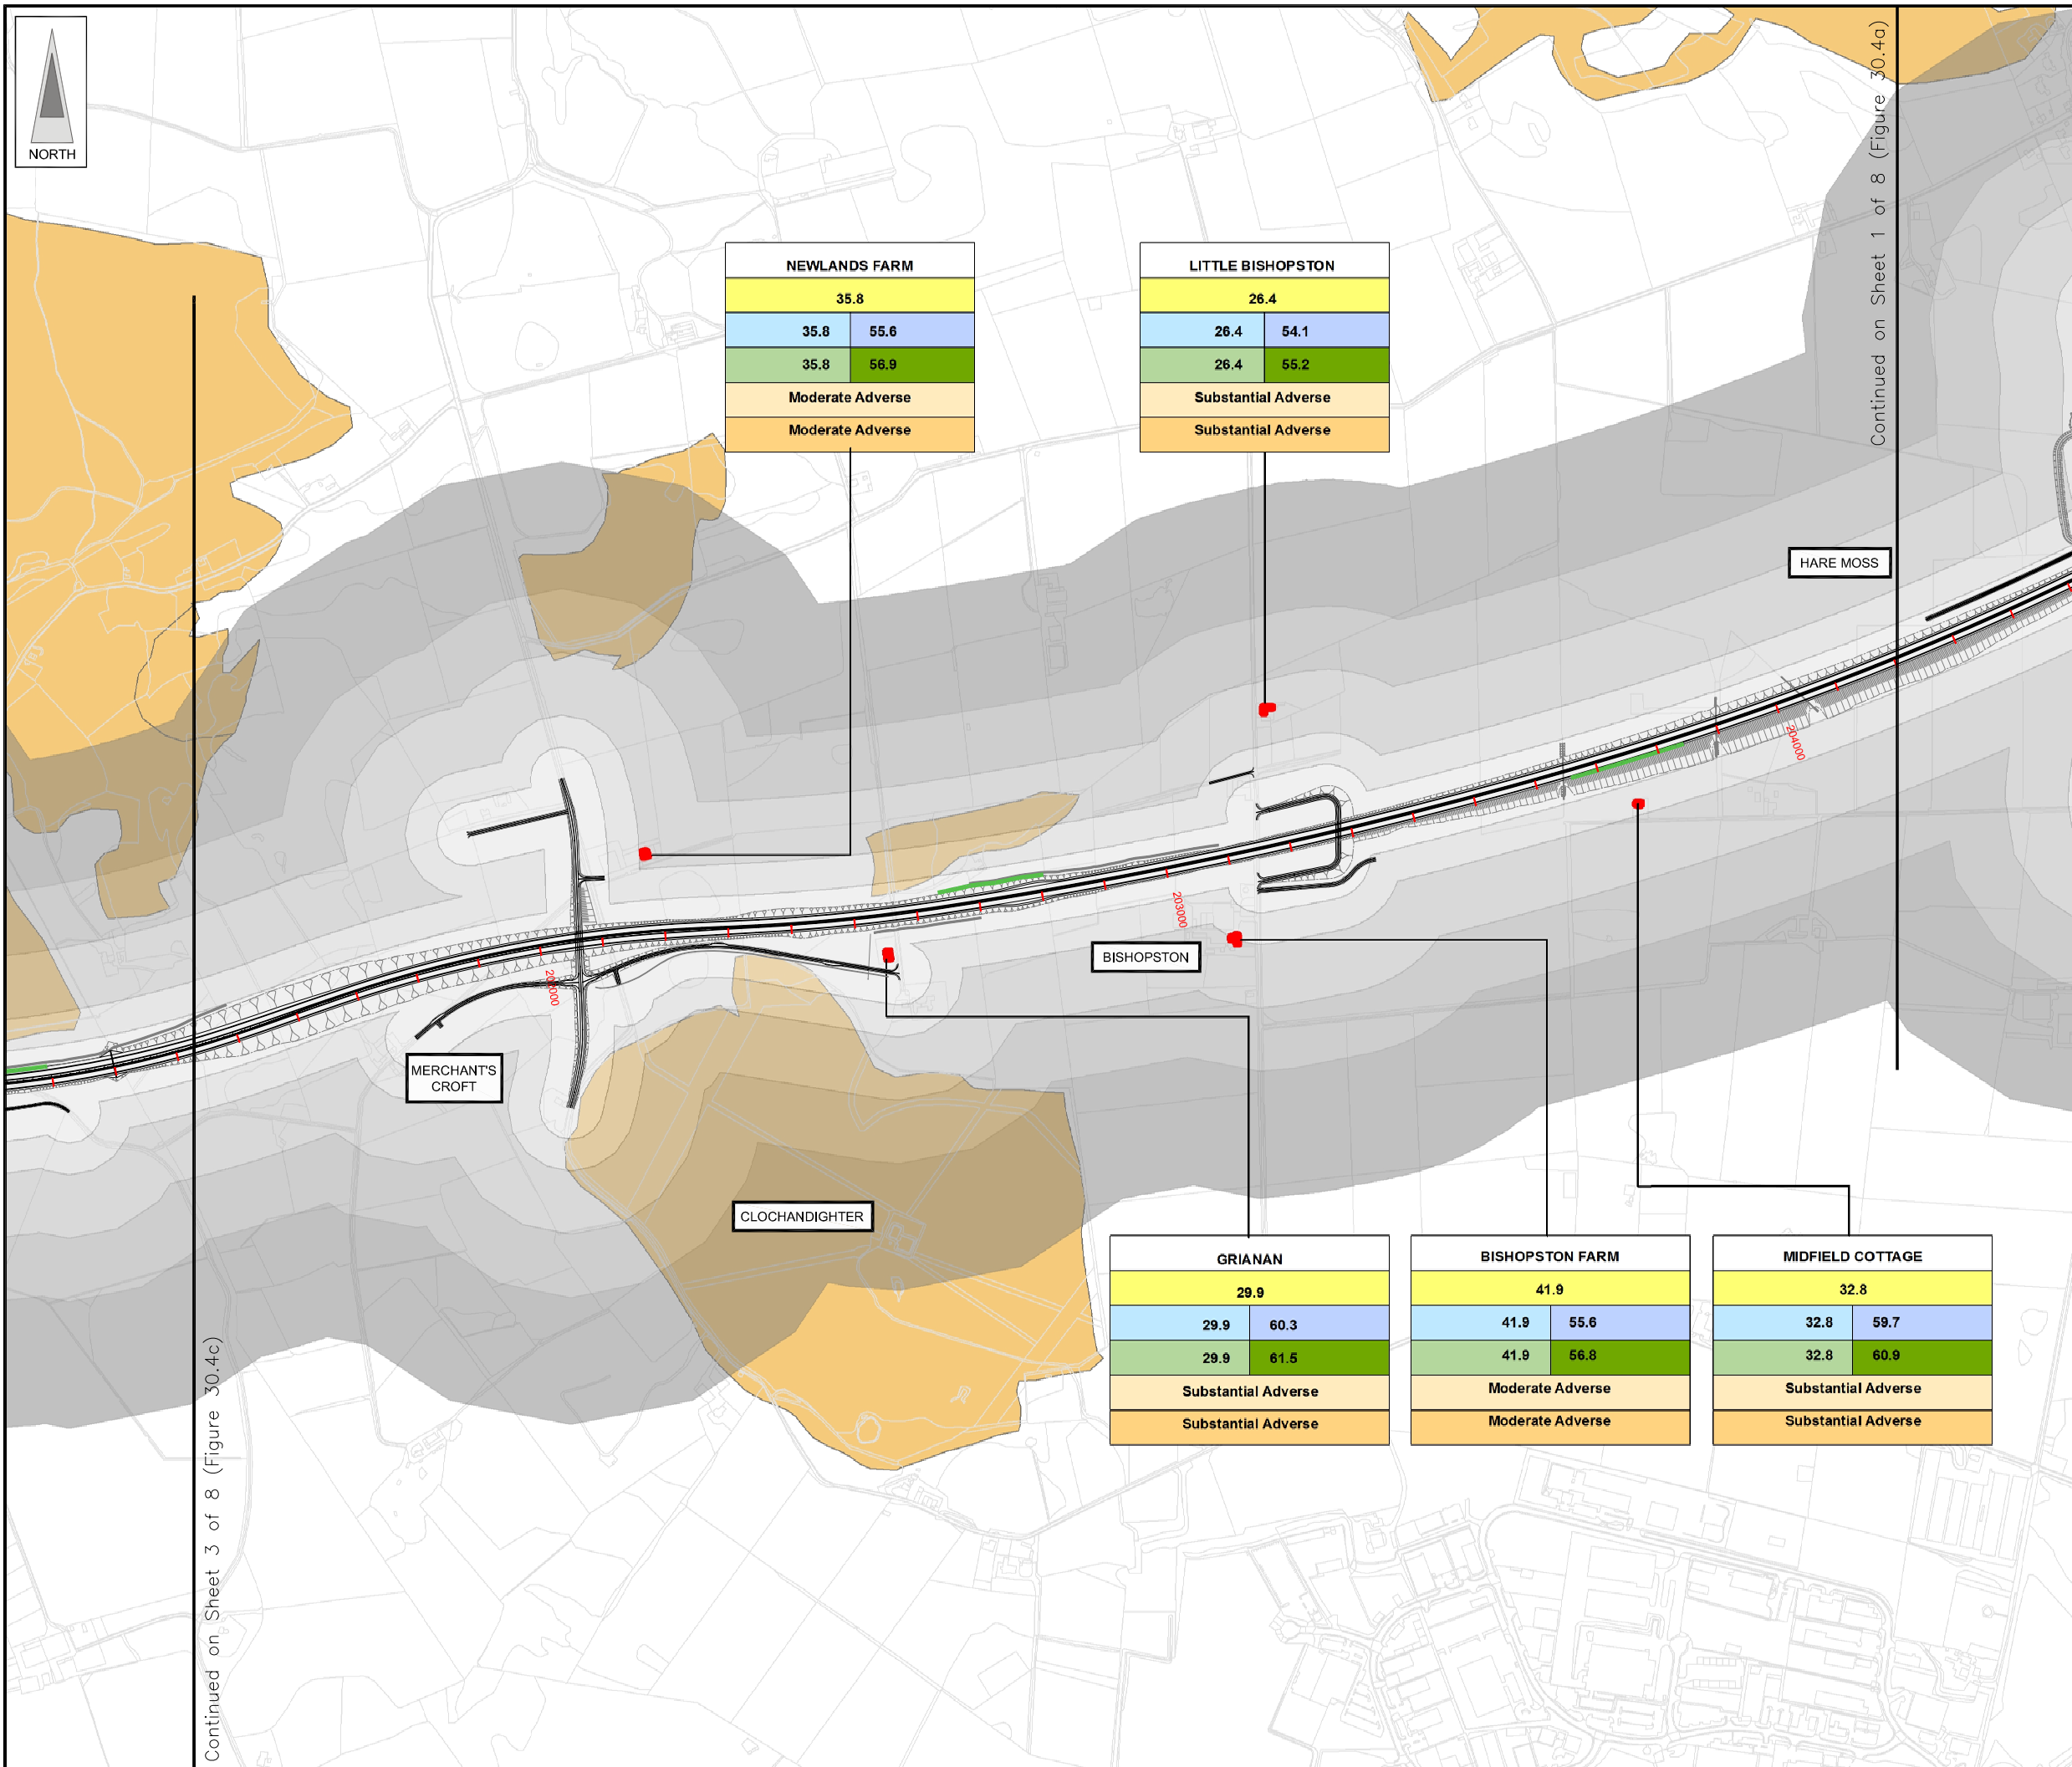 NORTH
Continued on Sheet 1 of 8 (Figure 30.4a)
NEWLANDS FARM
35.8
35.8 55.6
35.8 56.9
Moderate Adverse
Moderate Adverse
LITTLE BISHOPSTON
26.4
26.4 54.1
26.4 55.2
Substantial Adverse
Substantial Adverse
HARE MOSS
204000
203000
BISHOPSTON
202000
MERCHANT'S
CROFT
CLOCHANDIGHTER
GRIANAN
29.9
29.9 60.3
29.9 61.5
Substantial Adverse
Substantial Adverse
BISHOPSTON FARM
41.9
41.9 55.6
41.9 56.8
Moderate Adverse
Moderate Adverse
MIDFIELD COTTAGE
32.8
32.8 59.7
32.8 60.9
Substantial Adverse
Substantial Adverse
Continued on Sheet 3 of 8 (Figure 30.4c)